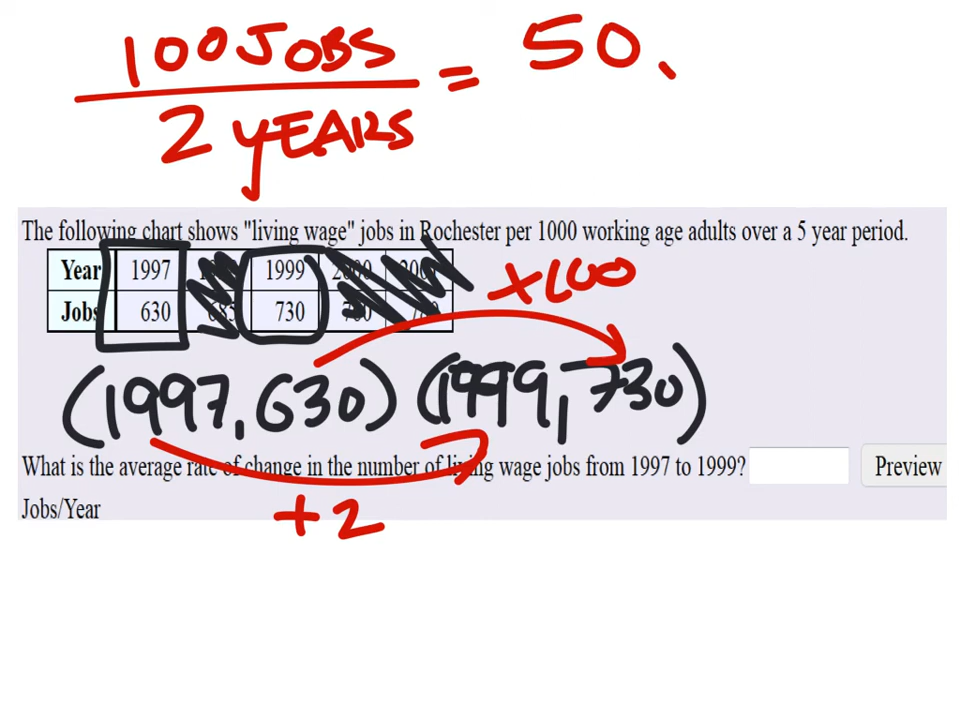 100 JOBS
2 YEARS
= 50.
The following chart shows "living wage" jobs in Rochester per 1000 working age adults over a 5 year period.
Year 1997 1999
Jobs 630 685 730
+100
(1997, 630) (1999, 730)
What is the average rate of change in the number of living wage jobs from 1997 to 1999? Preview
Jobs/Year
+2